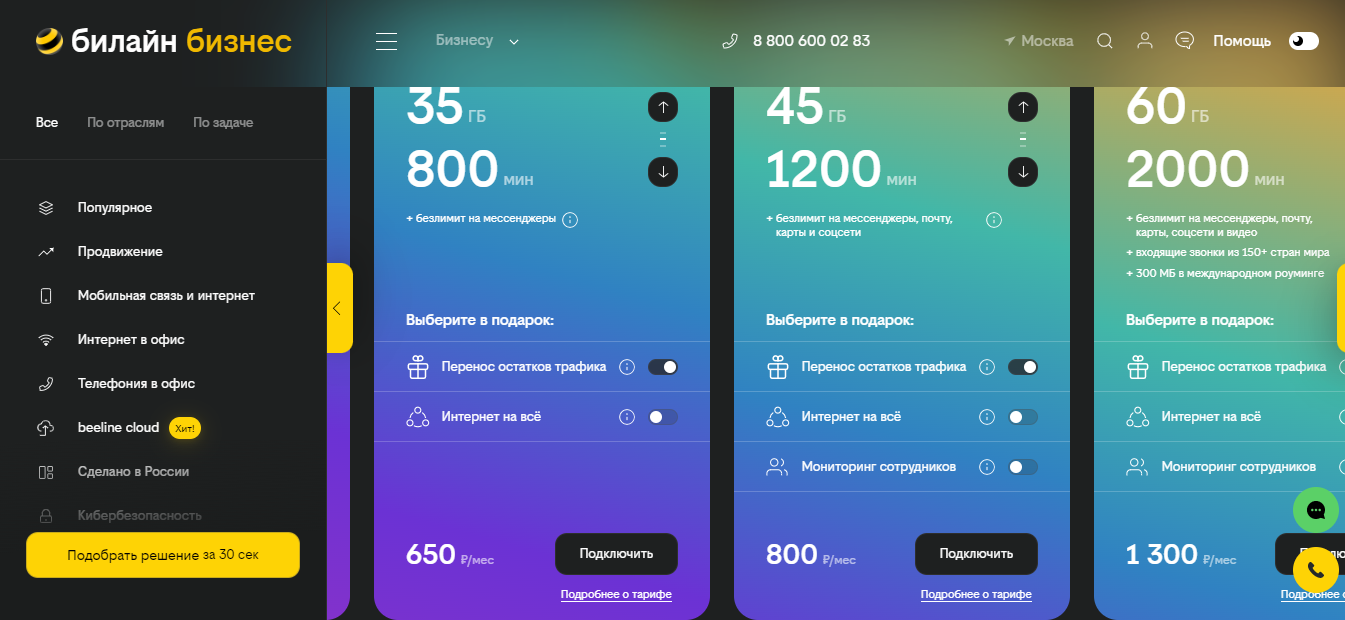 билайн бизнес
Бизнесу
8 800 600 02 83
Москва
Помощь
Все
По отраслям
По задаче
Популярное
Продвижение
Мобильная связь и интернет
Интернет в офис
Телефония в офис
beeline cloud
Хит!
Сделано в России
Кибербезопасность
Подобрать решение за 30 сек
35 ГБ
800 мин
+ безлимит на мессенджеры
Выберите в подарок:
Перенос остатков трафика
Интернет на всё
650 ₽/мес
Подключить
Подробнее о тарифе
45 ГБ
1200 мин
+ безлимит на мессенджеры, почту,
карты и соцсети
Выберите в подарок:
Перенос остатков трафика
Интернет на всё
Мониторинг сотрудников
800 ₽/мес
Подключить
Подробнее о тарифе
60 ГБ
2000 мин
+ безлимит на мессенджеры, почту,
карты, соцсети и видео
+ входящие звонки из 150+ стран мира
+ 300 МБ в международном роуминге
Выберите в подарок:
Перенос остатков трафика
Интернет на всё
Мониторинг сотрудников
1 300 ₽/мес